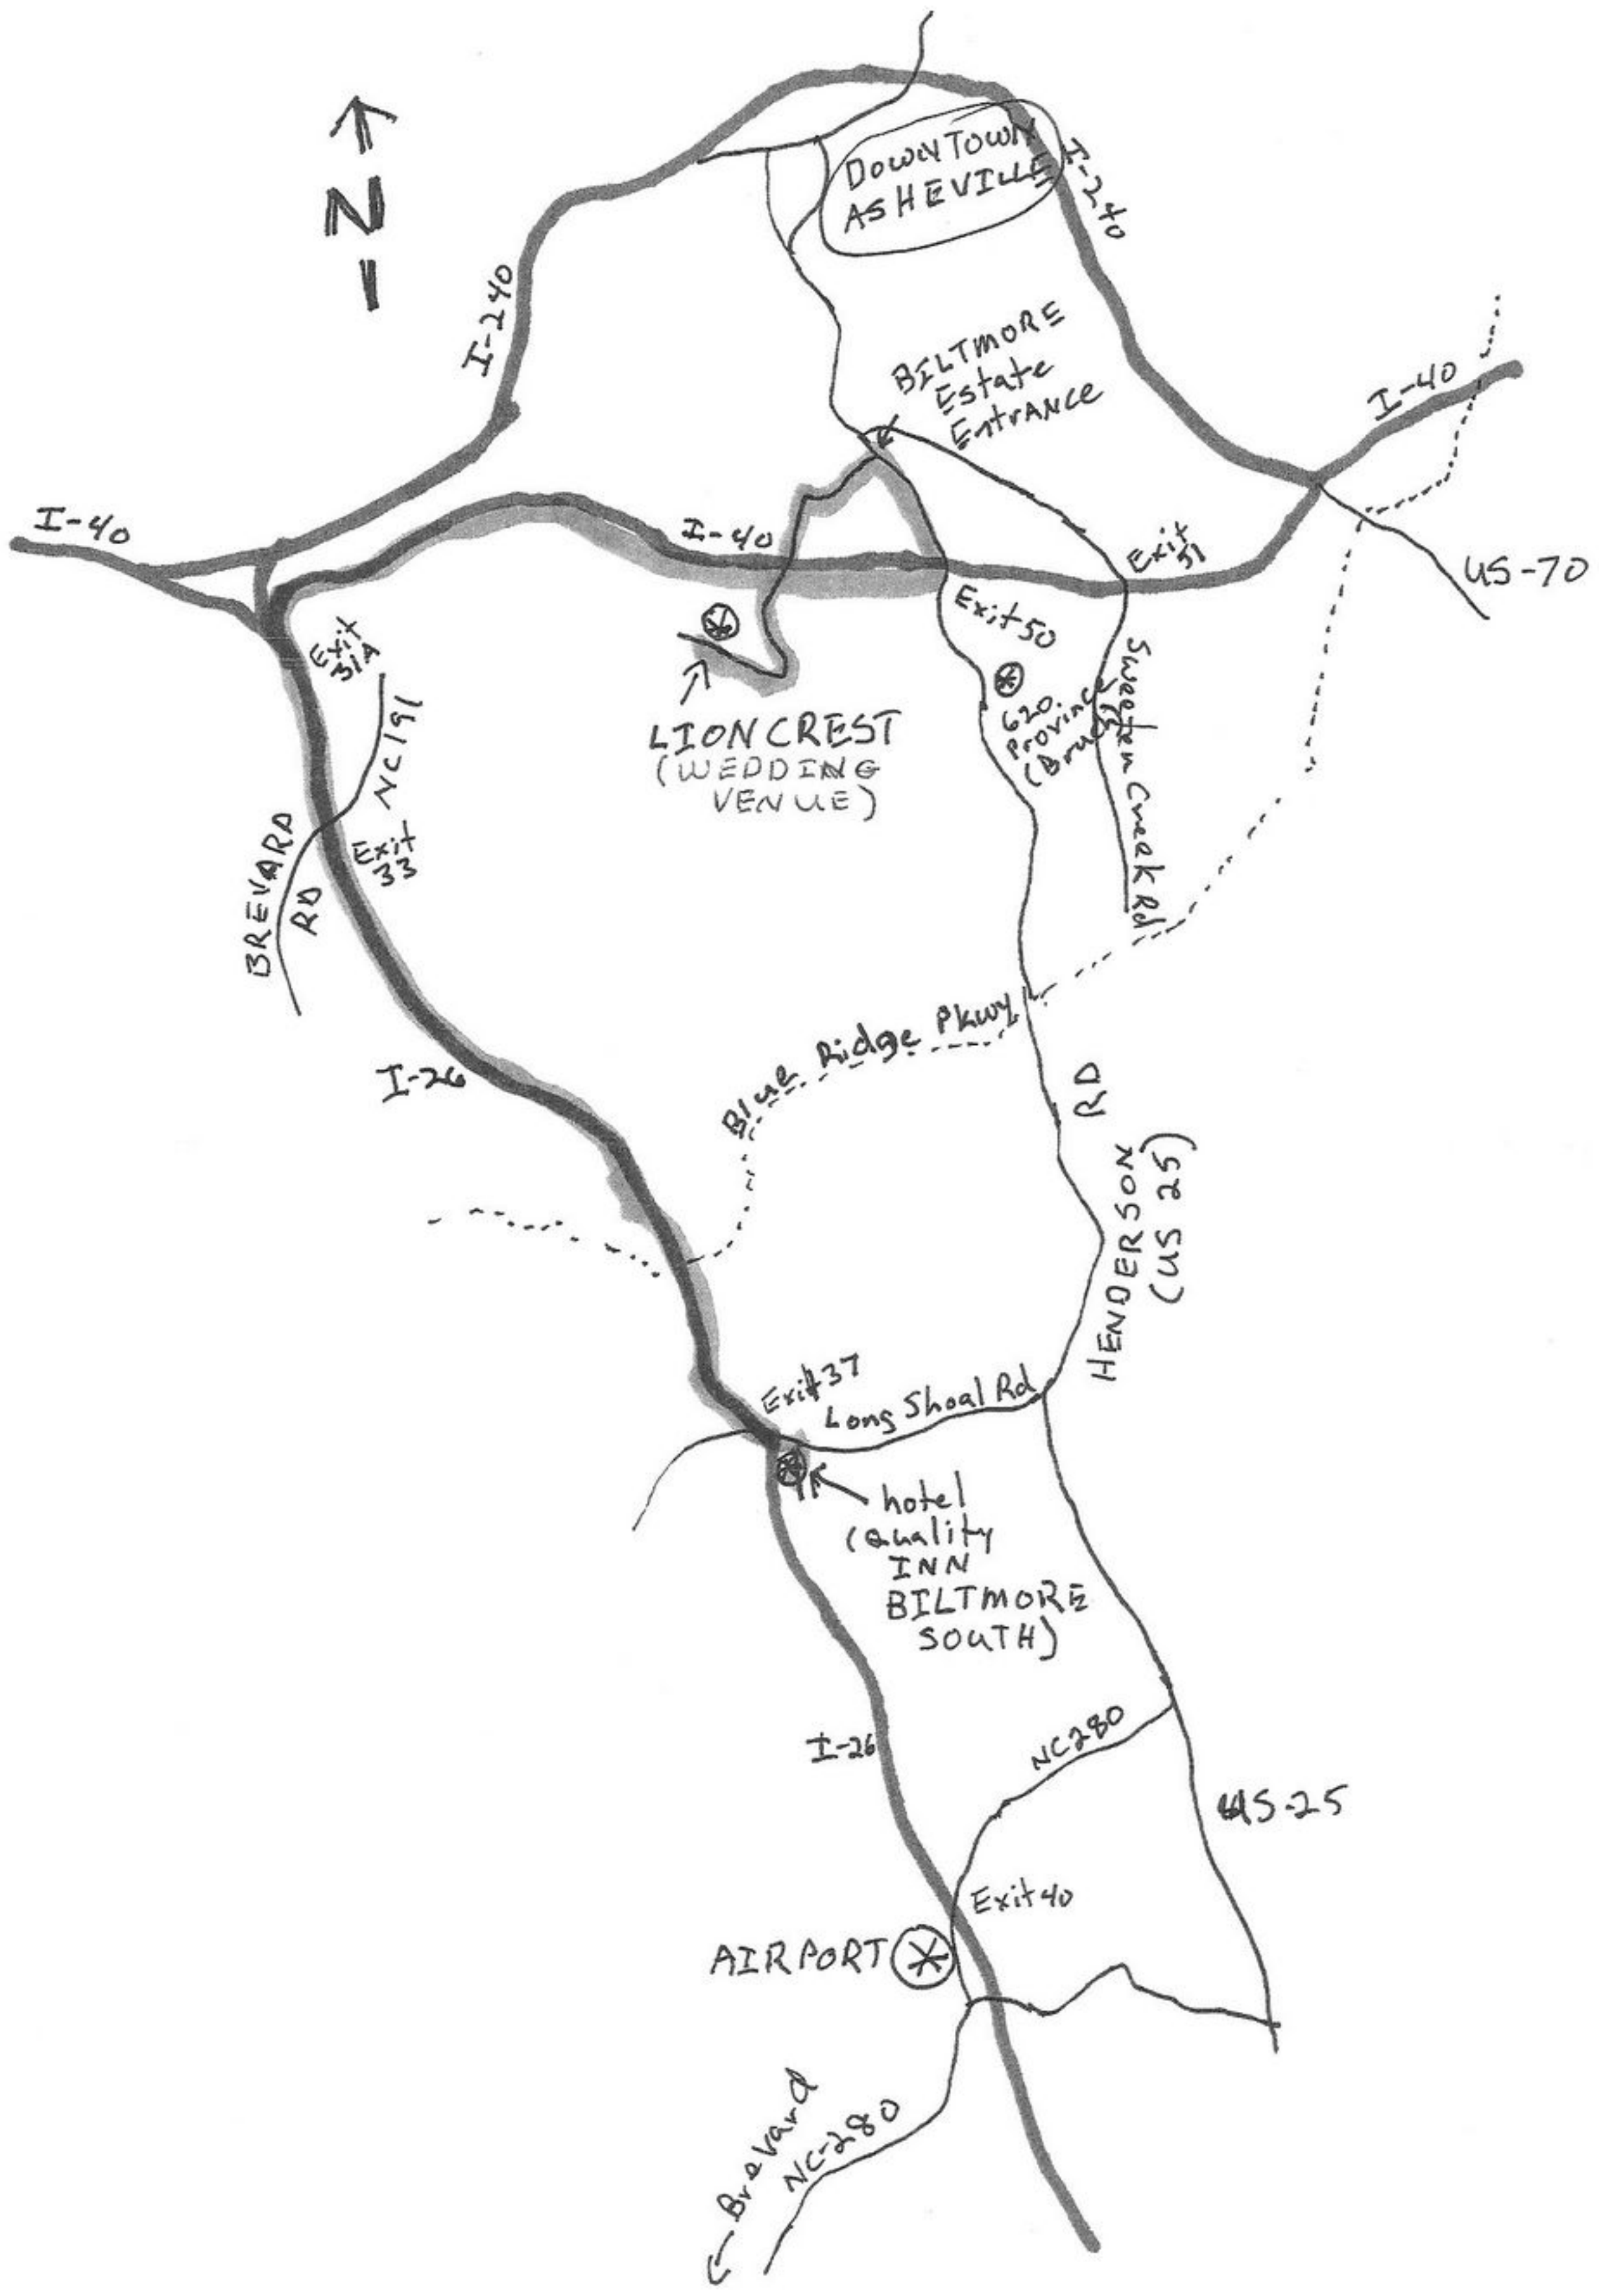 N
DOWNTOWN
ASHEVILLE
I-240
I-240
BILTMORE
Estate
Entrance
I-40
I-40
I-40
Exit
51
US-70
Exit
31A
Exit 50
620
Province
LIONCREST
(WEDDING
VENUE)
Sweeten Creek Rd
NC191
BREVARD
RD
Exit
33
I-26
Blue Ridge Pkwy
HENDERSON RD
(US 25)
Exit 37
Long Shoal Rd
hotel
(Quality
INN
BILTMORE
SOUTH)
I-26
NC280
US-25
Exit 40
AIRPORT
Brevard
NC-280